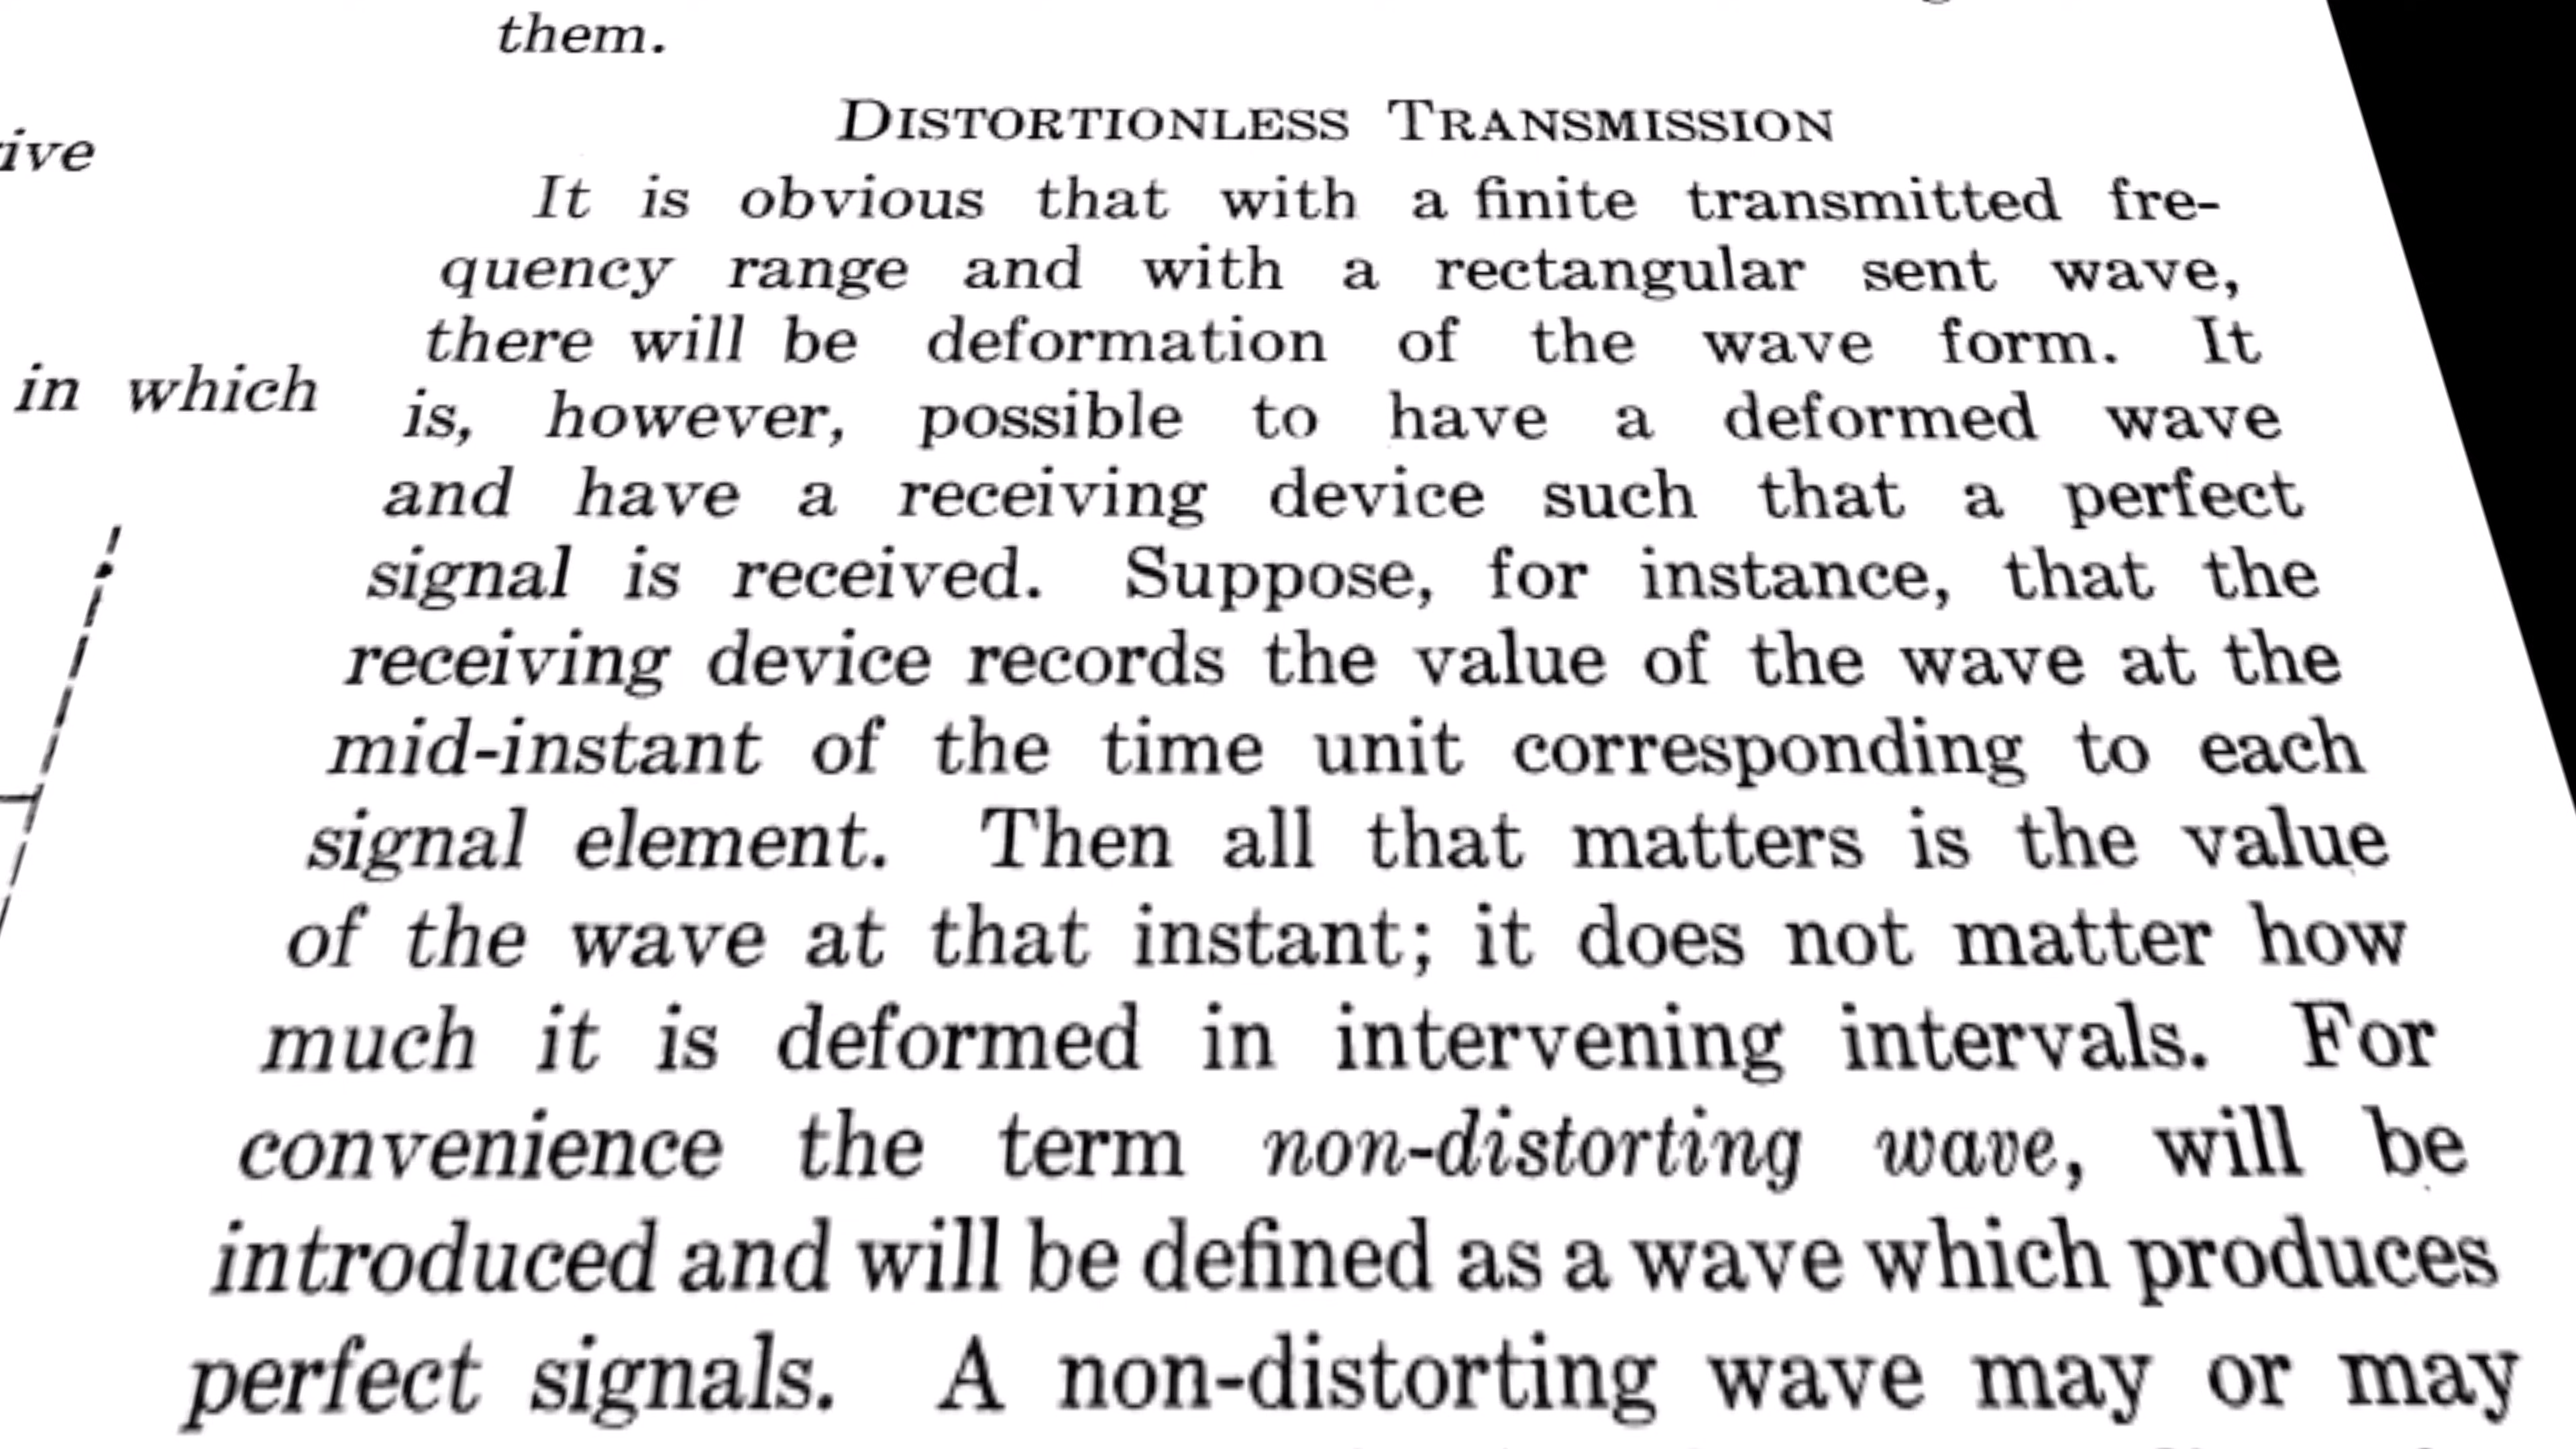 them.
DISTORTIONLESS TRANSMISSION
It is obvious that with a finite transmitted fre-
quency range and with a rectangular sent wave,
there will be deformation of the wave form. It
is, however, possible to have a deformed wave
and have a receiving device such that a perfect
signal is received. Suppose, for instance, that the
receiving device records the value of the wave at the
mid-instant of the time unit corresponding to each
signal element. Then all that matters is the value
of the wave at that instant; it does not matter how
much it is deformed in intervening intervals. For
convenience the term non-distorting wave, will be
introduced and will be defined as a wave which produces
perfect signals. A non-distorting wave may or may
in which